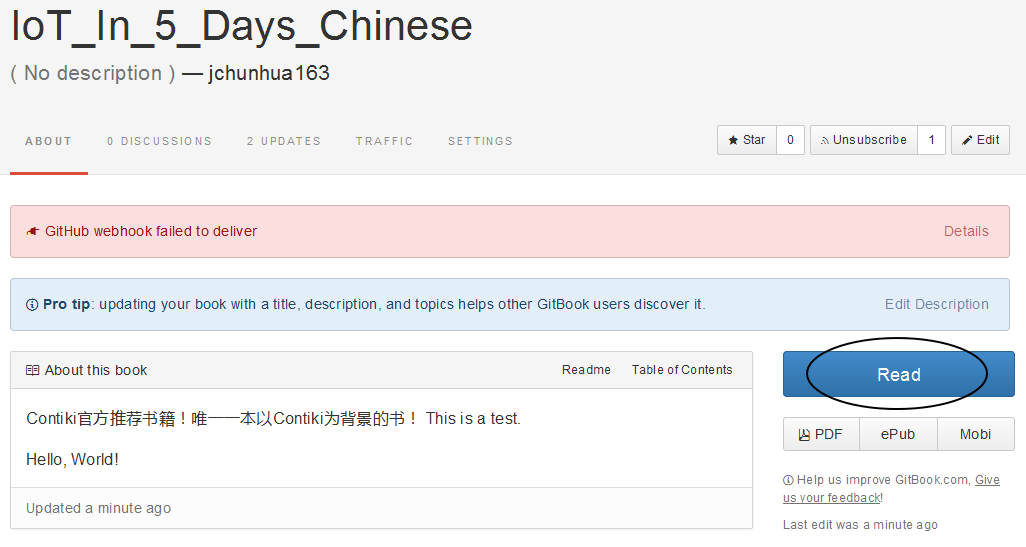 IoT_In_5_Days_Chinese
( No description ) — jchunhua163
ABOUT 0 DISCUSSIONS 2 UPDATES TRAFFIC SETTINGS Star 0 Unsubscribe 1 Edit
GitHub webhook failed to deliver Details
Pro tip: updating your book with a title, description, and topics helps other GitBook users discover it. Edit Description
About this book Readme Table of Contents
Read
Contiki官方推荐书籍！唯一一本以Contiki为背景的书！ This is a test.
PDF ePub Mobi
Hello, World!
Help us improve GitBook.com, Give
us your feedback!
Updated a minute ago
Last edit was a minute ago